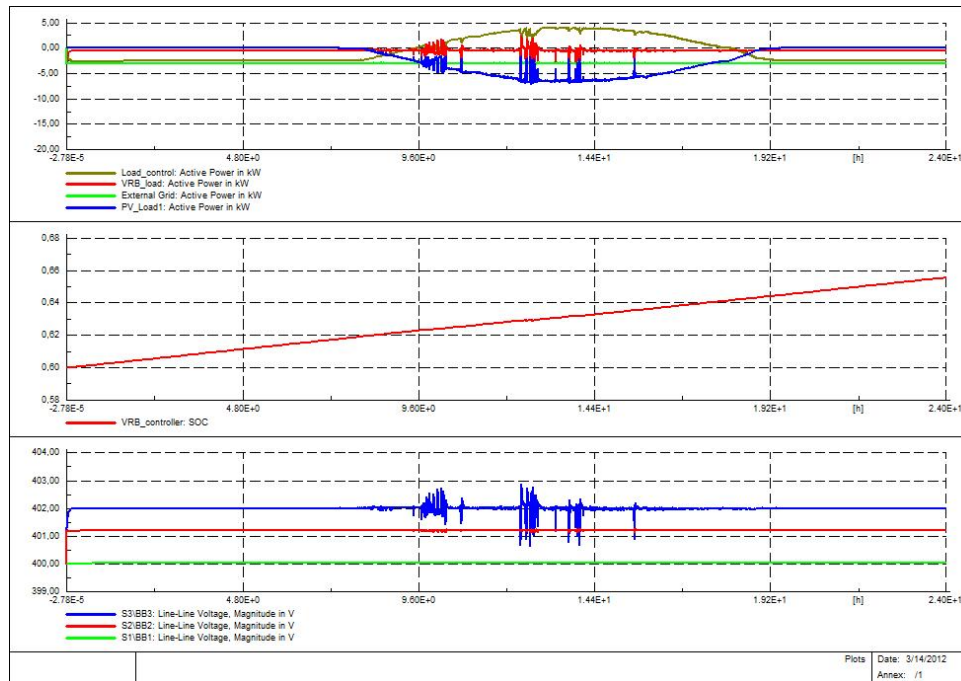 5,00
0,00
-5,00
-10,00
-15,00
-20,00
-2.78E-5 4.80E+0 9.60E+0 1.44E+1 1.92E+1 [h] 2.40E+1
Load_control: Active Power in kW
VRB_load: Active Power in kW
External Grid: Active Power in kW
PV_Load1: Active Power in kW
0,68
0,66
0,64
0,62
0,60
0,58
-2.78E-5 4.80E+0 9.60E+0 1.44E+1 1.92E+1 [h] 2.40E+1
VRB_controller: SOC
404,00
403,00
402,00
401,00
400,00
399,00
-2.78E-5 4.80E+0 9.60E+0 1.44E+1 1.92E+1 [h] 2.40E+1
S3\BB3: Line-Line Voltage, Magnitude in V
S2\BB2: Line-Line Voltage, Magnitude in V
S1\BB1: Line-Line Voltage, Magnitude in V
Plots Date: 3/14/2012
Annex: /1